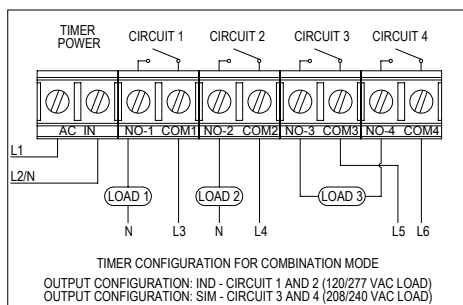 TIMER
POWER
CIRCUIT 1 CIRCUIT 2 CIRCUIT 3 CIRCUIT 4
AC IN NO-1 COM1 NO-2 COM2 NO-3 COM3 NO-4 COM4
L1
L2/N
LOAD 1 LOAD 2 LOAD 3
N L3 N L4 L5 L6
TIMER CONFIGURATION FOR COMBINATION MODE
OUTPUT CONFIGURATION: IND - CIRCUIT 1 AND 2 (120/277 VAC LOAD)
OUTPUT CONFIGURATION: SIM - CIRCUIT 3 AND 4 (208/240 VAC LOAD)